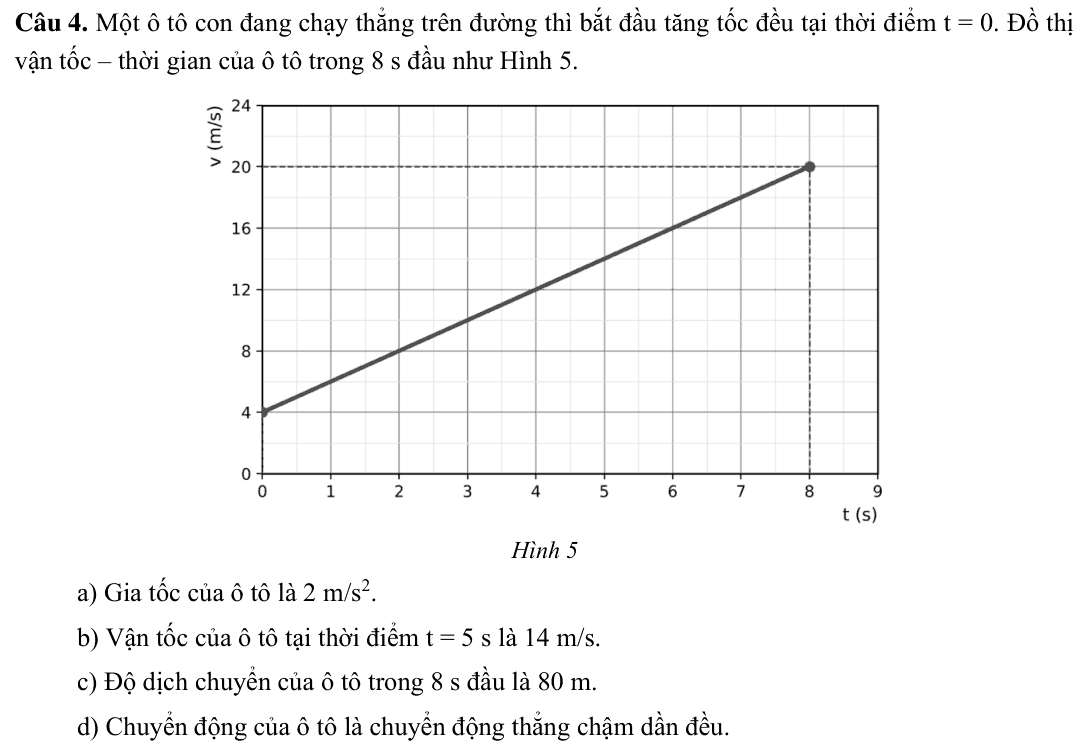 Câu 4. Một ô tô con đang chạy thẳng trên đường thì bắt đầu tăng tốc đều tại thời điểm t = 0. Đồ thị
vận tốc – thời gian của ô tô trong 8 s đầu như Hình 5.
v (m/s)
24
20
16
12
8
4
0
0 1 2 3 4 5 6 7 8 9
t (s)
Hình 5
a) Gia tốc của ô tô là 2 m/s².
b) Vận tốc của ô tô tại thời điểm t = 5 s là 14 m/s.
c) Độ dịch chuyển của ô tô trong 8 s đầu là 80 m.
d) Chuyển động của ô tô là chuyển động thẳng chậm dần đều.